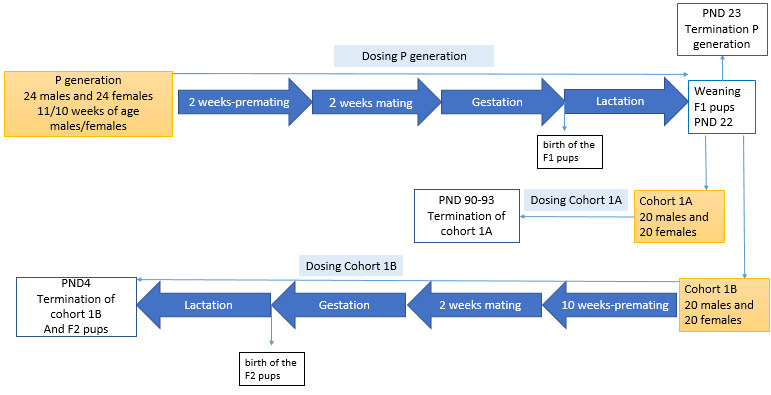 PND 23
Termination P
generation
Dosing P generation
P generation
24 males and 24 females
11/10 weeks of age
males/females
2 weeks-premating
2 weeks mating
Gestation
Lactation
Weaning
F1 pups
PND 22
birth of the
F1 pups
PND 90-93
Termination of
cohort 1A
Dosing Cohort 1A
Cohort 1A
20 males and
20 females
Dosing Cohort 1B
PND4
Termination of
cohort 1B
And F2 pups
Lactation
Gestation
2 weeks mating
10 weeks-premating
Cohort 1B
20 males and
20 females
birth of the
F2 pups